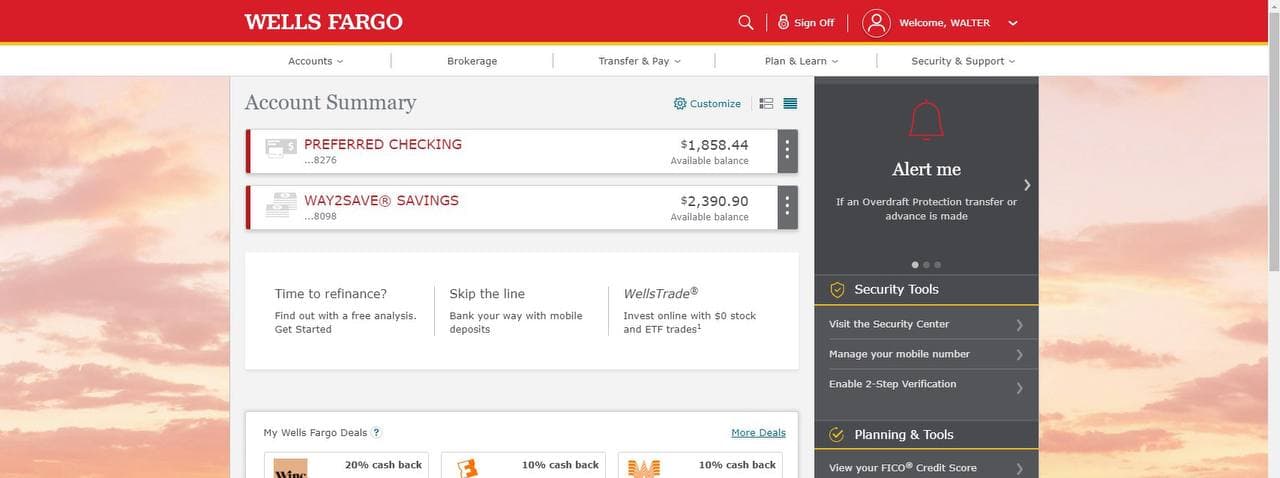 WELLS FARGO
Sign Off
Welcome, WALTER
Accounts
Brokerage
Transfer & Pay
Plan & Learn
Security & Support
Account Summary
Customize
PREFERRED CHECKING
...8276
$1,858.44
Available balance
WAY2SAVE® SAVINGS
...8098
$2,390.90
Available balance
Time to refinance?
Find out with a free analysis.
Get Started
Skip the line
Bank your way with mobile
deposits
WellsTrade®
Invest online with $0 stock
and ETF trades1
My Wells Fargo Deals ?
More Deals
Winc
20% cash back
10% cash back
10% cash back
Alert me
If an Overdraft Protection transfer or
advance is made
Security Tools
Visit the Security Center
Manage your mobile number
Enable 2-Step Verification
Planning & Tools
View your FICO® Credit Score